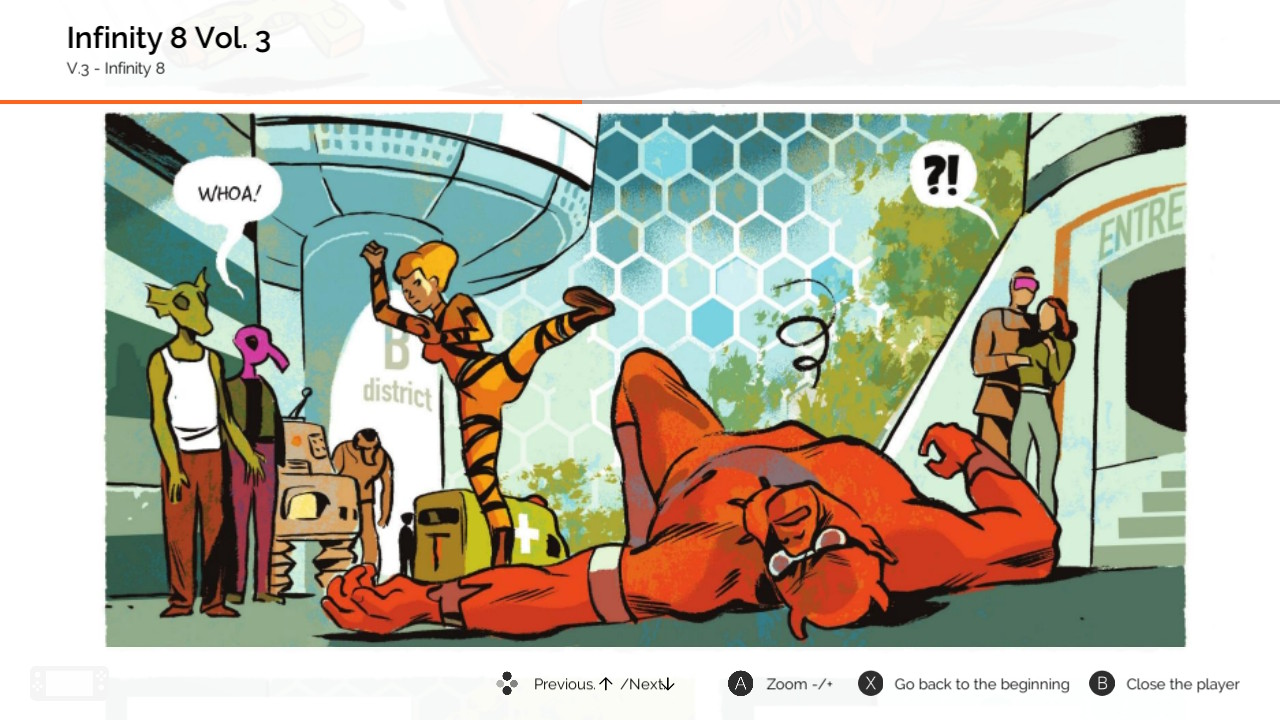 Infinity 8 Vol. 3
V.3 - Infinity 8
WHOA!
?!
ENTRE
B
district
Previous.↑ /Next↓
A Zoom -/+
X Go back to the beginning
B Close the player